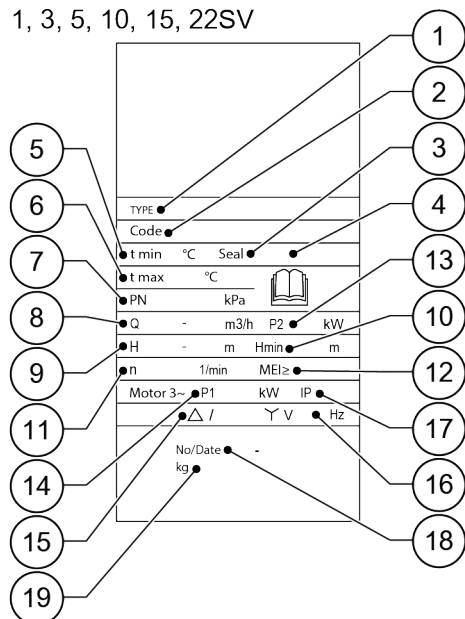 1, 3, 5, 10, 15, 22SV
1
2
3
4
5
6
7
8
9
11
14
15
19
13
10
12
17
16
18
TYPE
Code
t min °C Seal
t max °C
PN kPa
Q - m3/h P2 kW
H - m Hmin m
n 1/min MEI≥
Motor 3~ P1 kW IP
△ / Y V Hz
No/Date -
kg